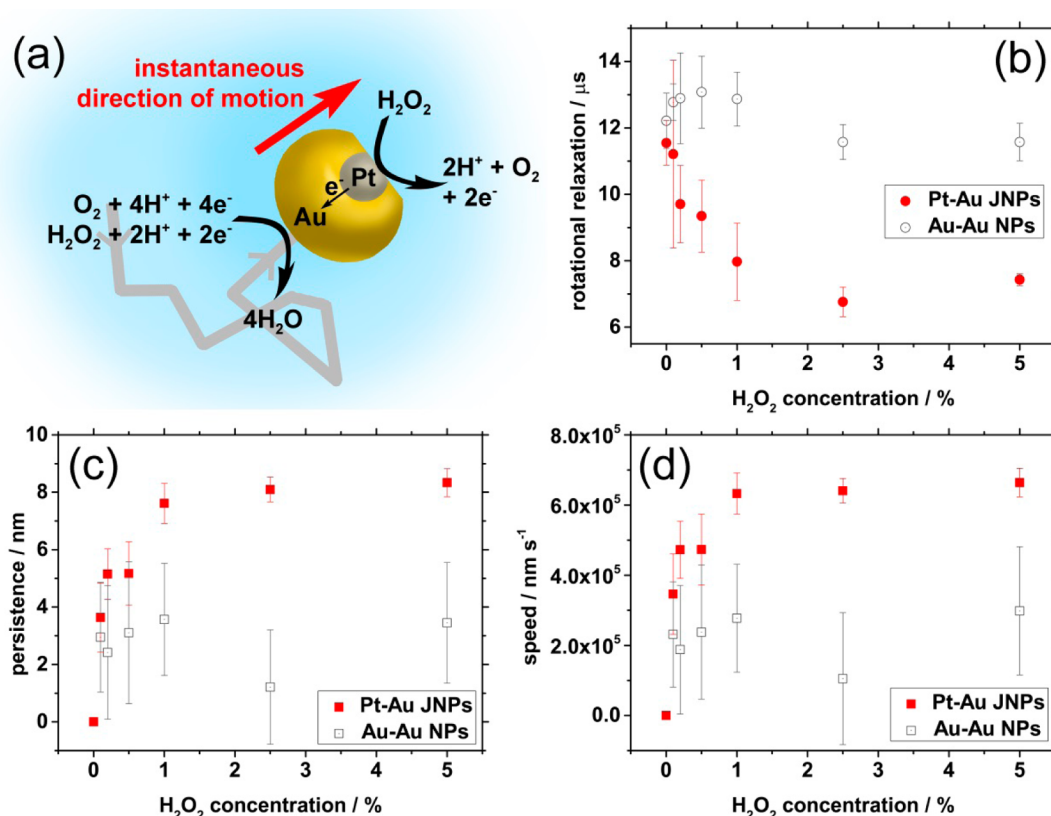 (a)
instantaneous
direction of motion
H₂O₂
Pt
e⁻
Au
2H⁺ + O₂
+ 2e⁻
O₂ + 4H⁺ + 4e⁻
H₂O₂ + 2H⁺ + 2e⁻
4H₂O
(b)
rotational relaxation / μs
14
12
10
8
6
Pt-Au JNPs
Au-Au NPs
0 1 2 3 4 5
H₂O₂ concentration / %
(c)
persistence / nm
10
8
6
4
2
0
Pt-Au JNPs
Au-Au NPs
0 1 2 3 4 5
H₂O₂ concentration / %
(d)
speed / nm s⁻¹
8.0x10⁵
6.0x10⁵
4.0x10⁵
2.0x10⁵
0.0
Pt-Au JNPs
Au-Au NPs
0 1 2 3 4 5
H₂O₂ concentration / %